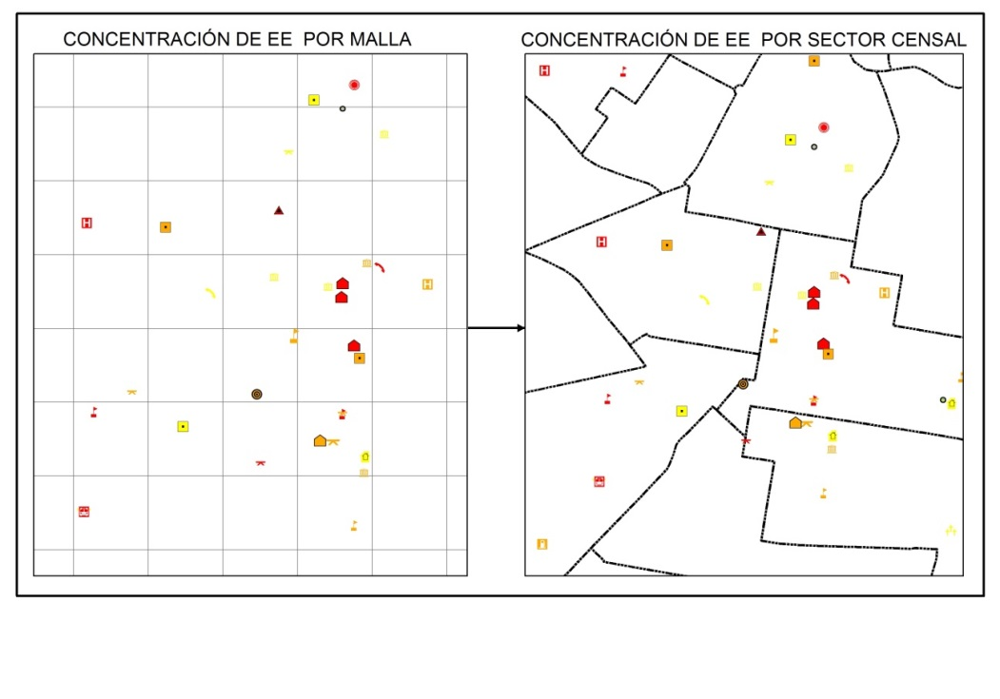 CONCENTRACIÓN DE EE POR MALLA
CONCENTRACIÓN DE EE POR SECTOR CENSAL